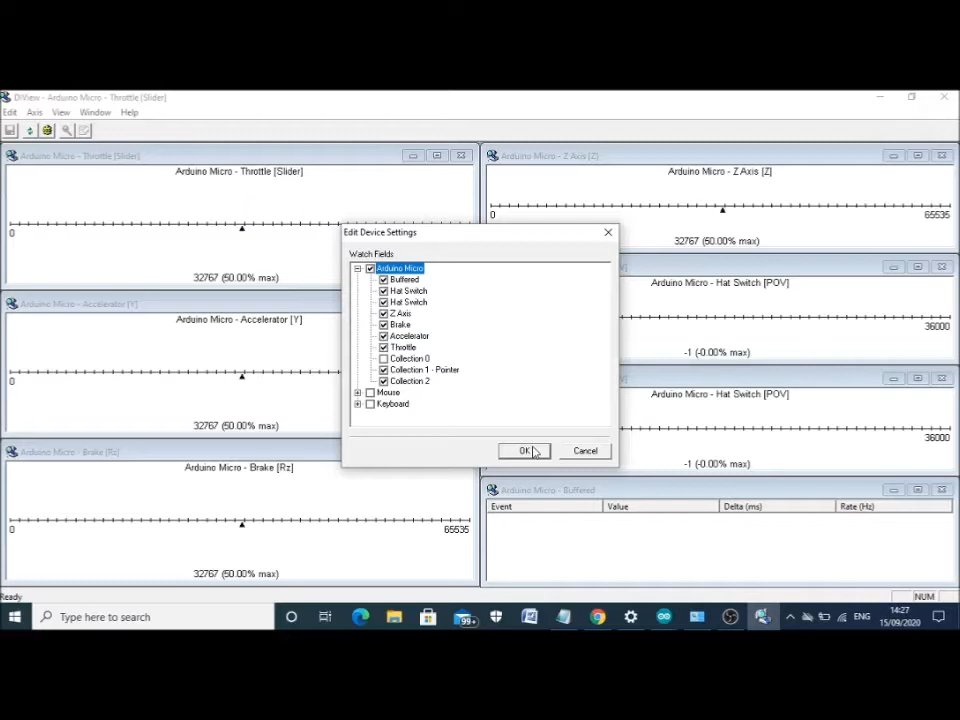 DIView - Arduino Micro - Throttle [Slider]
Edit Axis View Window Help
Arduino Micro - Throttle [Slider]
Arduino Micro - Throttle [Slider]
0
32767 (50.00% max)
Arduino Micro - Z Axis [Z]
Arduino Micro - Z Axis [Z]
0
65535
32767 (50.00% max)
Arduino Micro - Accelerator [Y]
Arduino Micro - Accelerator [Y]
0
32767 (50.00% max)
Arduino Micro - Hat Switch [POV]
36000
-1 (-0.00% max)
Arduino Micro - Hat Switch [POV]
36000
-1 (-0.00% max)
Arduino Micro - Brake [Rz]
Arduino Micro - Brake [Rz]
0
65535
32767 (50.00% max)
Arduino Micro - Buffered
Event Value Delta (ms) Rate (Hz)
Edit Device Settings
Watch Fields
Arduino Micro
Buffered
Hat Switch
Hat Switch
Z Axis
Brake
Accelerator
Throttle
Collection 0
Collection 1 - Pointer
Collection 2
Mouse
Keyboard
OK Cancel
Ready
NUM
Type here to search
99+
ENG
14:27
15/09/2020